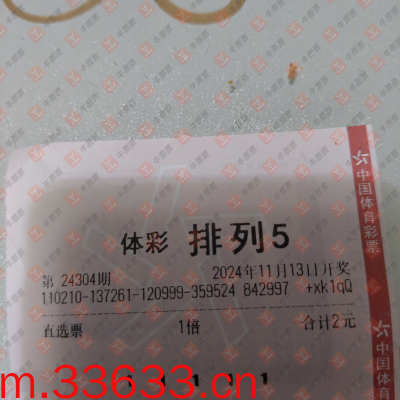 体彩 排列5
第 24304期 2024年11月13日开奖
110210-137261-120999-359524 842997 +xk1qQ
直选票 1倍 合计2元
中国体育彩票
中国体育
m.33633.cn